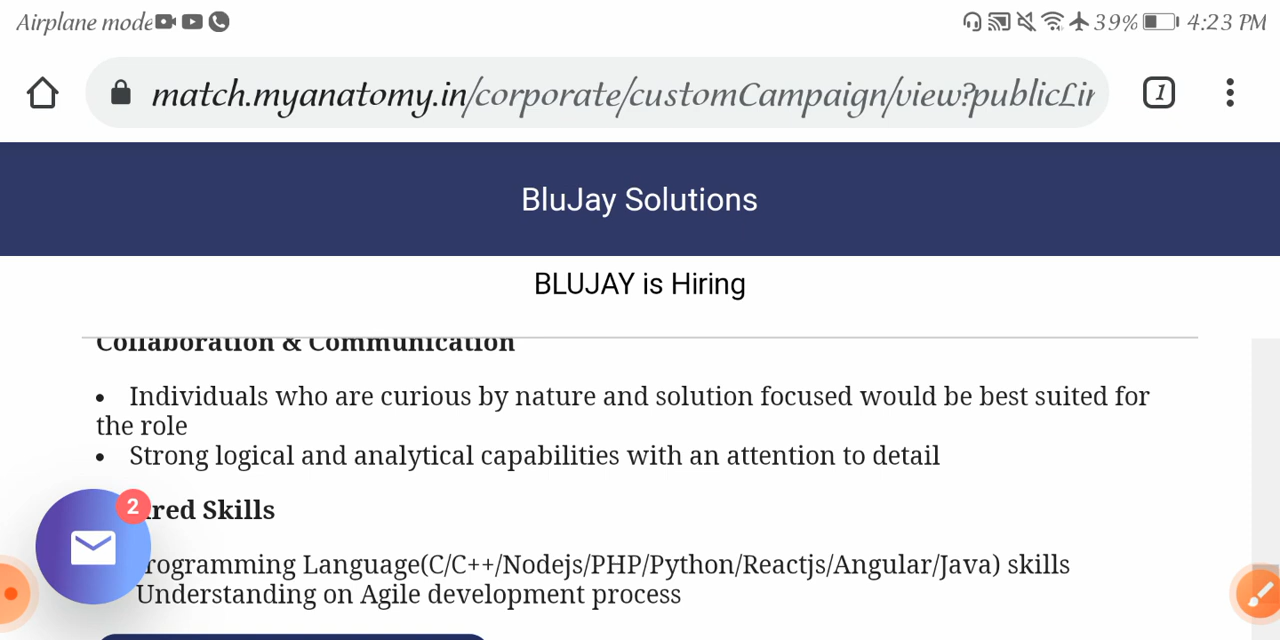 Airplane mode 39% 4:23 PM
match.myanatomy.in/corporate/customCampaign/view?publicLin 1
BluJay Solutions
BLUJAY is Hiring
Collaboration & Communication
• Individuals who are curious by nature and solution focused would be best suited for
the role
• Strong logical and analytical capabilities with an attention to detail
2
ired Skills
rogramming Language(C/C++/Nodejs/PHP/Python/Reactjs/Angular/Java) skills
Understanding on Agile development process